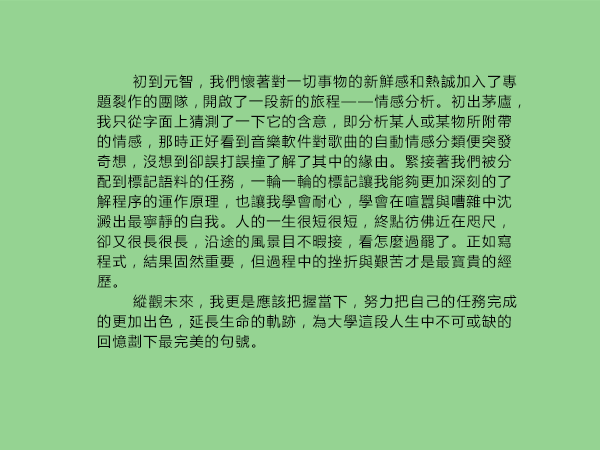 初到元智，我們懷著對一切事物的新鮮感和熱誠加入了專
題裂作的團隊，開啟了一段新的旅程——情感分析。初出茅廬，
我只從字面上猜測了一下它的含意，即分析某人或某物所附帶
的情感，那時正好看到音樂軟件對歌曲的自動情感分類便突發
奇想，沒想到卻誤打誤撞了解了其中的緣由。緊接著我們被分
配到標記語料的任務，一輪一輪的標記讓我能夠更加深刻的了
解程序的運作原理，也讓我學會耐心，學會在喧囂與嘈雜中沈
澱出最寧靜的自我。人的一生很短很短，終點彷佛近在咫尺，
卻又很長很長，沿途的風景目不暇接，看怎麼過罷了。正如寫
程式，結果固然重要，但過程中的挫折與艱苦才是最寶貴的經
歷。
縱觀未來，我更是應該把握當下，努力把自己的任務完成
的更加出色，延長生命的軌跡，為大學這段人生中不可或缺的
回憶劃下最完美的句號。